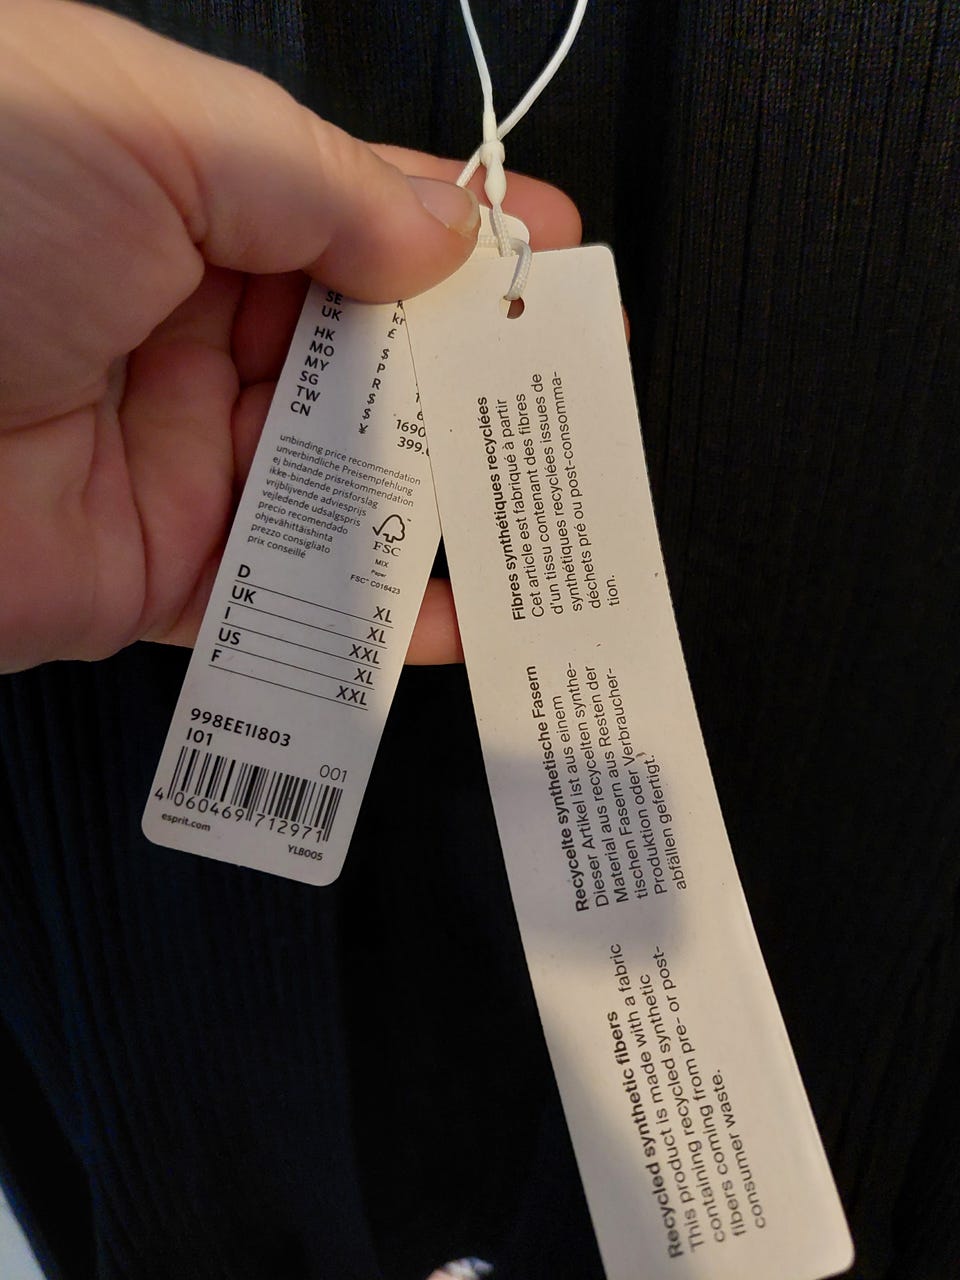 SE
UK
HK
MO
MY
SG
TW
CN
kr
£
$
P
R
$
$
¥
1690
399.
unbinding price recommendation
unverbindliche Preisempfehlung
ej bindande prisrekommendation
ikke-bindende prisforslag
vrijblijvende adviesprijs
vejledende udsalgspris
precio recomendado
ohjevähittäishinta
prezzo consigliato
prix conseillé
FSC
MIX
Paper
FSC™ C016423
D XL
UK XL
I XXL
US XL
F XXL
998EE1I803
I01
001
4 060469 712971
esprit.com
YLB005
Fibres synthétiques recyclées
Cet article est fabriqué à partir
d'un tissu contenant des fibres
synthétiques recyclées issues de
déchets pré ou post-consomma-
tion.
Recycelte synthetische Fasern
Dieser Artikel ist aus einem
Material aus recycelten synthe-
tischen Fasern aus Resten der
Produktion oder Verbraucher-
abfällen gefertigt.
Recycled synthetic fibers
This product is made with a fabric
containing recycled synthetic
fibers coming from pre- or post-
consumer waste.